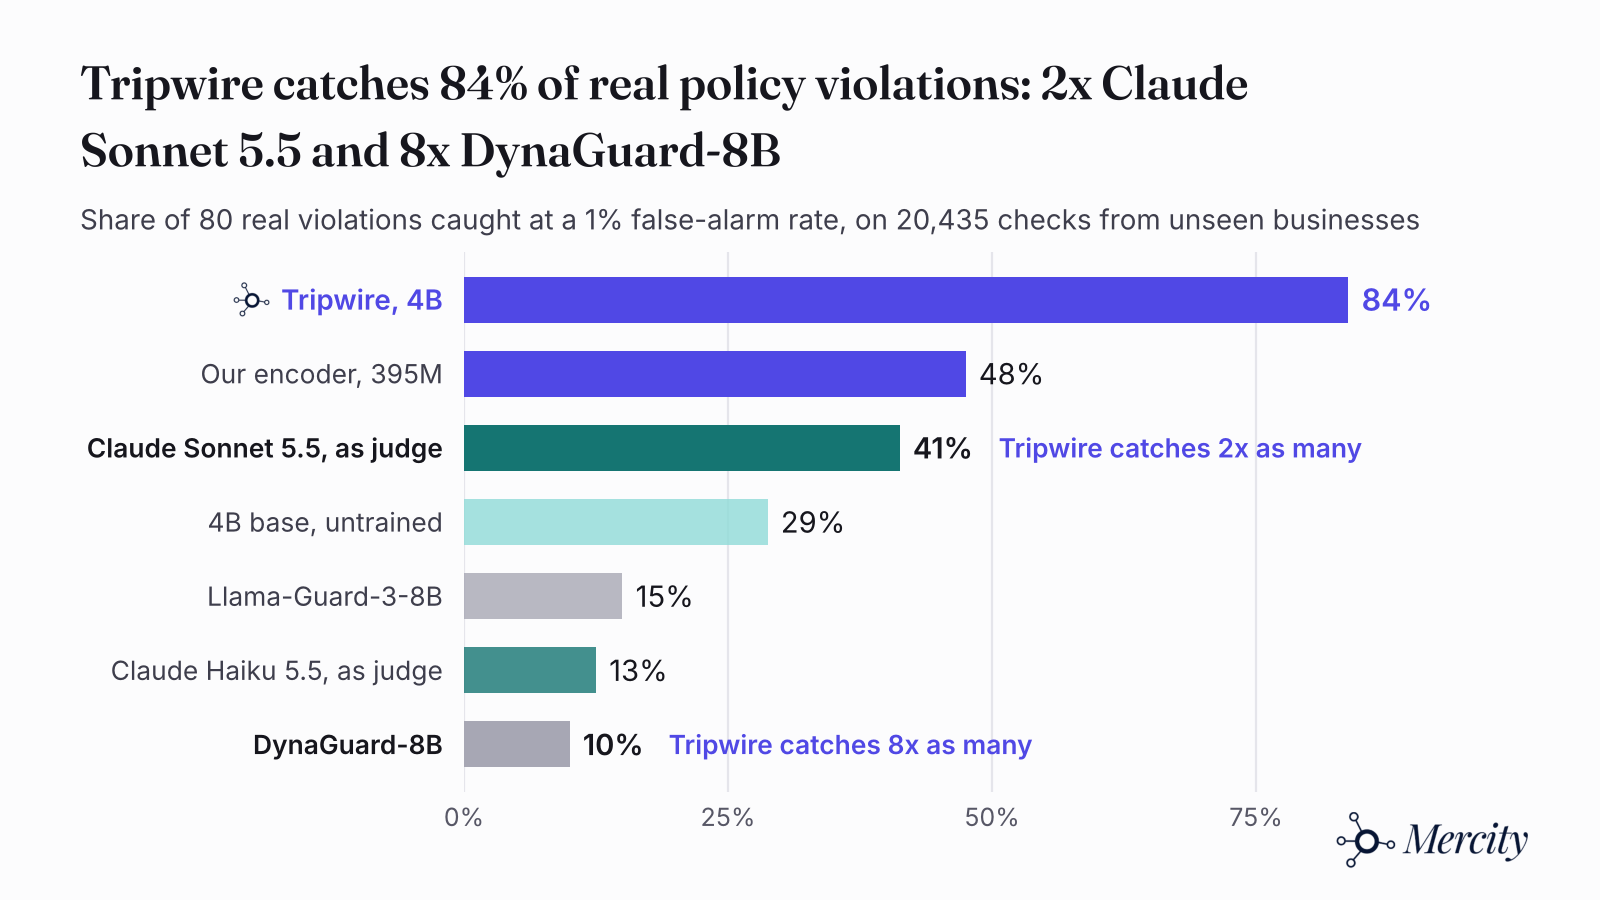 Tripwire catches 84% of real policy violations: 2x Claude
Sonnet 5.5 and 8x DynaGuard-8B
Share of 80 real violations caught at a 1% false-alarm rate, on 20,435 checks from unseen businesses
Tripwire, 4B 84%
Our encoder, 395M 48%
Claude Sonnet 5.5, as judge 41% Tripwire catches 2x as many
4B base, untrained 29%
Llama-Guard-3-8B 15%
Claude Haiku 5.5, as judge 13%
DynaGuard-8B 10% Tripwire catches 8x as many
0% 25% 50% 75%
Mercity